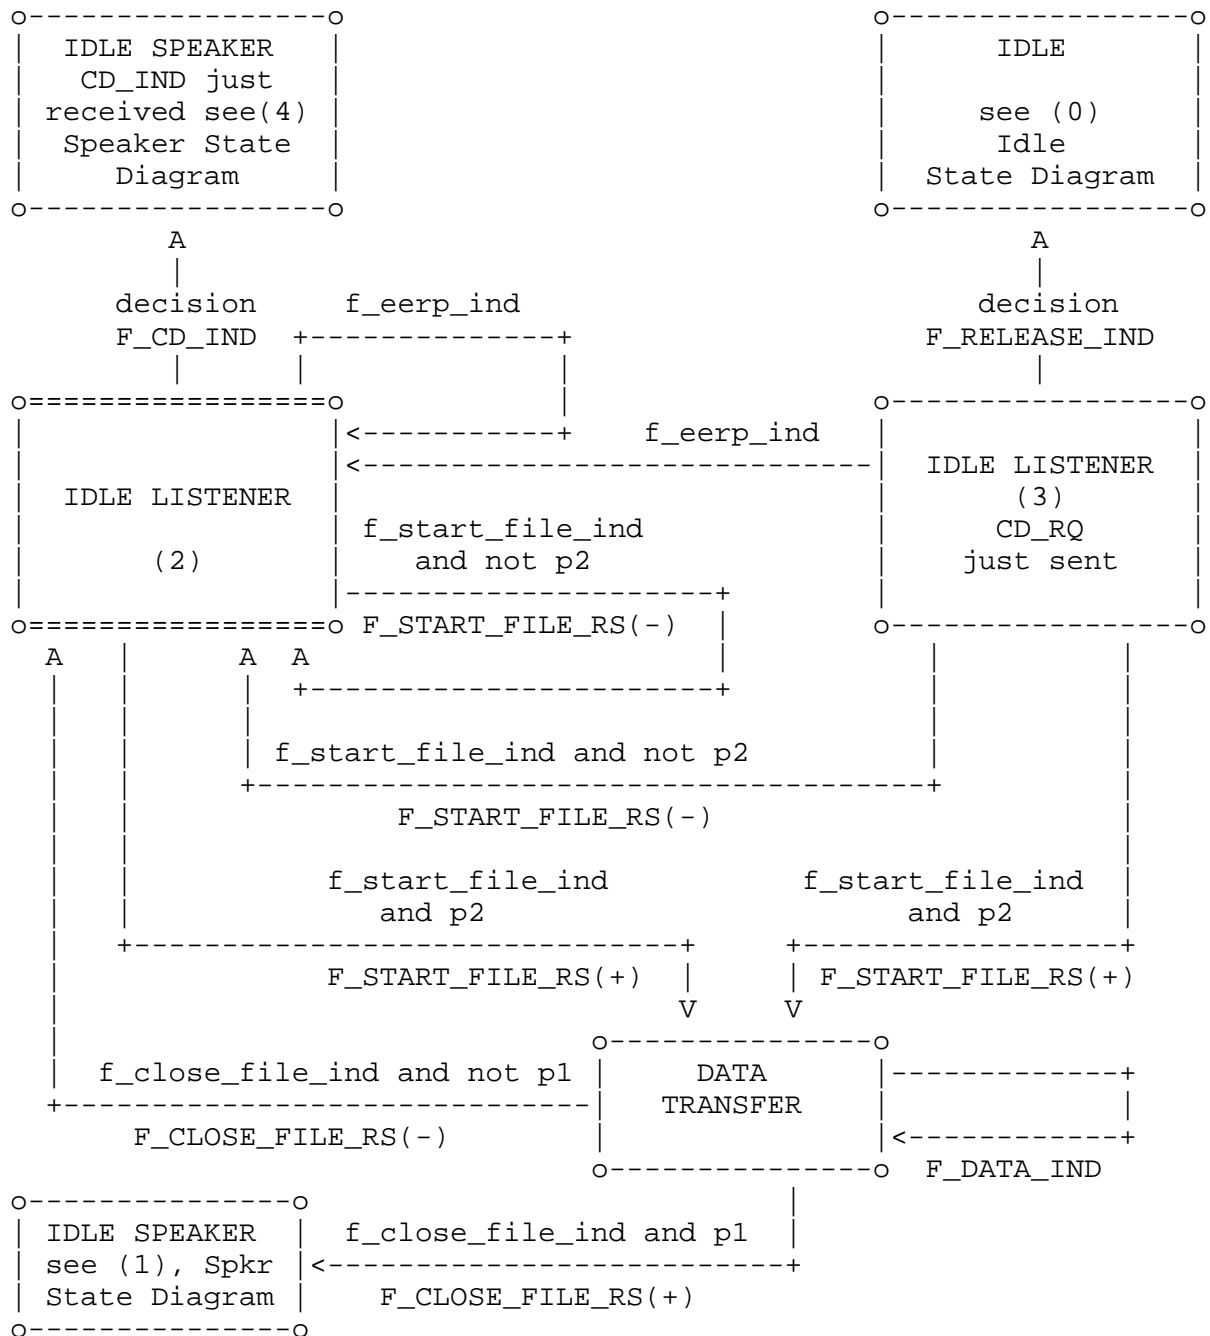 IDLE SPEAKER IDLE
CD_IND just
received see(4) see (0)
Speaker State Idle
Diagram State Diagram
A A
decision f_eerp_ind decision
F_CD_IND F_RELEASE_IND
f_eerp_ind
IDLE LISTENER
IDLE LISTENER (3)
f_start_file_ind CD_RQ
(2) and not p2 just sent
F_START_FILE_RS(-)
A A A
f_start_file_ind and not p2
F_START_FILE_RS(-)
f_start_file_ind f_start_file_ind
and p2 and p2
F_START_FILE_RS(+) F_START_FILE_RS(+)
V V
f_close_file_ind and not p1 DATA
TRANSFER
F_CLOSE_FILE_RS(-)
F_DATA_IND
IDLE SPEAKER f_close_file_ind and p1
see (1), Spkr
State Diagram F_CLOSE_FILE_RS(+)